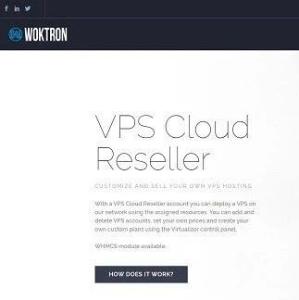 WOKTRON
VPS Cloud
Reseller
CUSTOMIZE AND SELL YOUR OWN VPS HOSTING
With a VPS Cloud Reseller account you can deploy a VPS on
our network using the assigned resources. You can add and
delete VPS accounts, set your own prices and create your
own custom plans using the Virtualizor control panel.
WHMCS module available.
HOW DOES IT WORK?